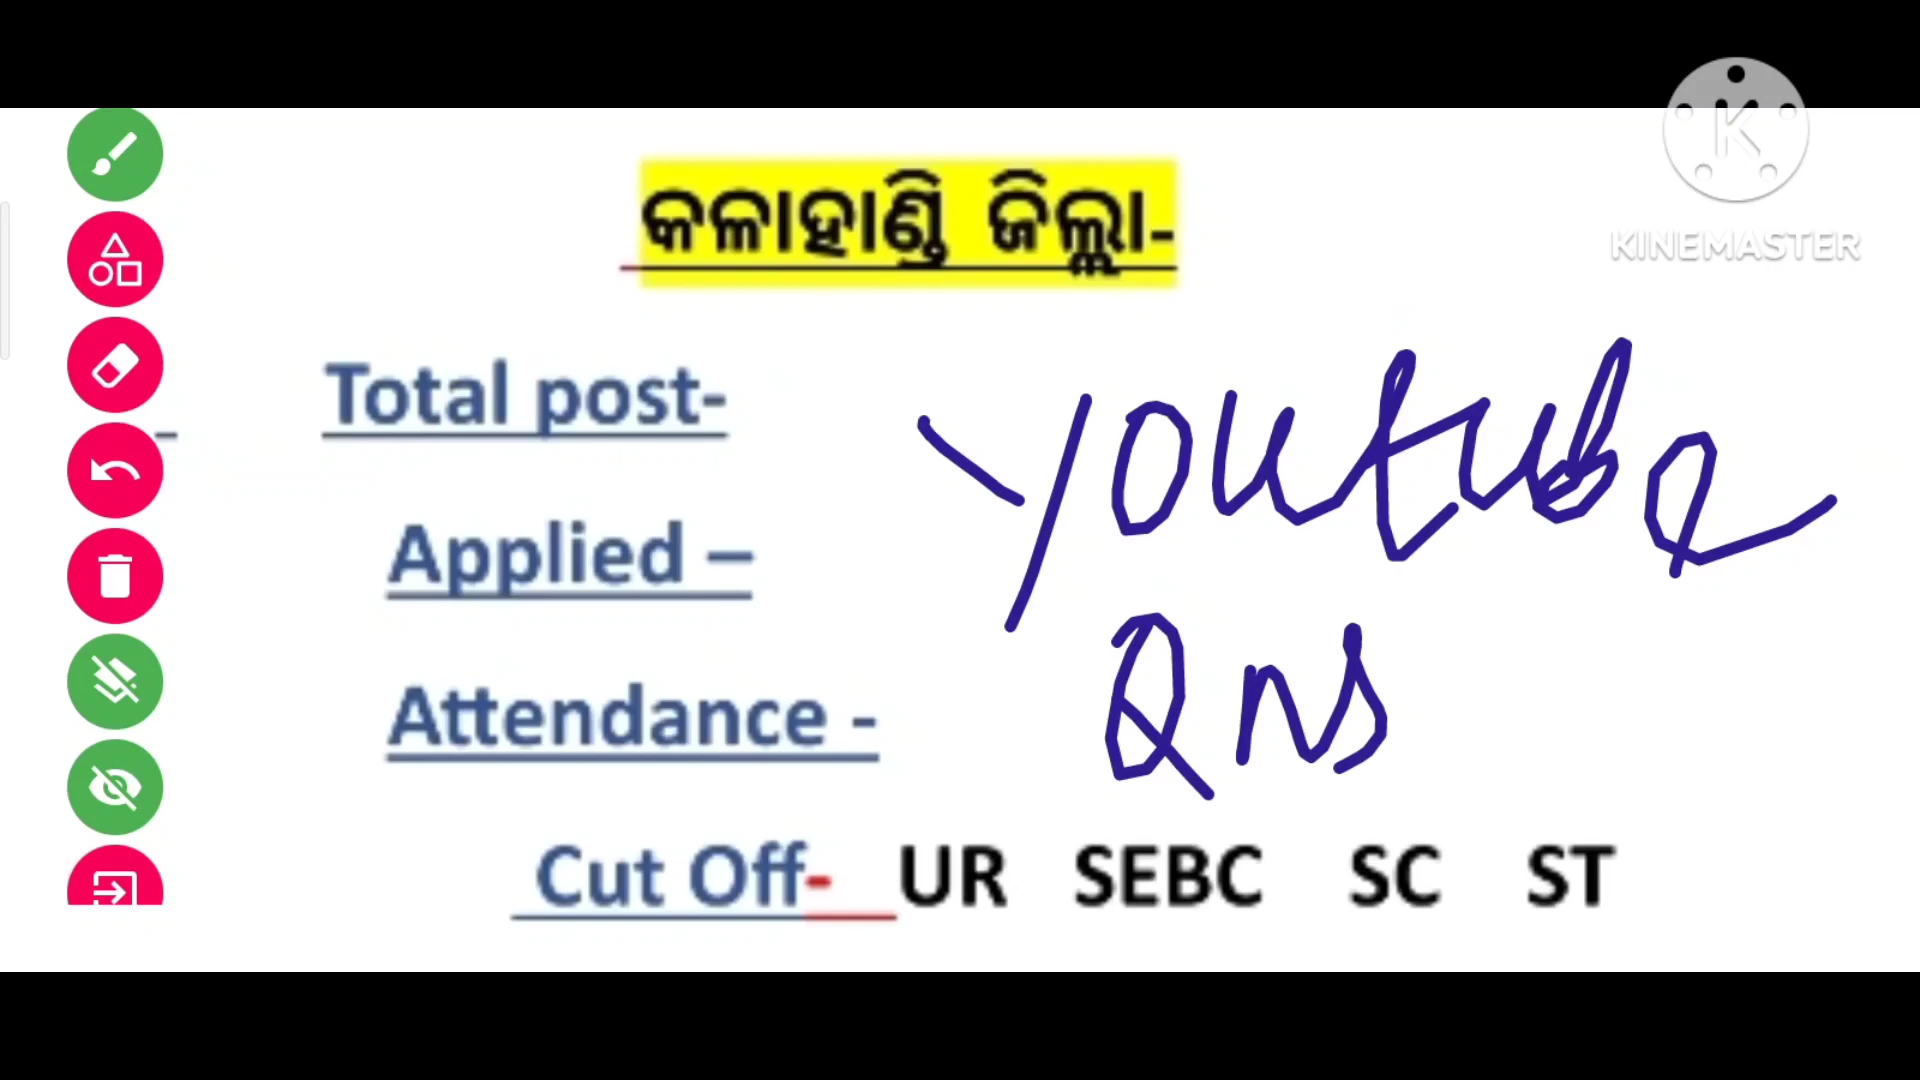 KINEMASTER
କଳାହାଣ୍ଡି ଜିଲ୍ଲା-
Total post-
Youtube
Applied –
Qns
Attendance -
Cut Off- UR SEBC SC ST